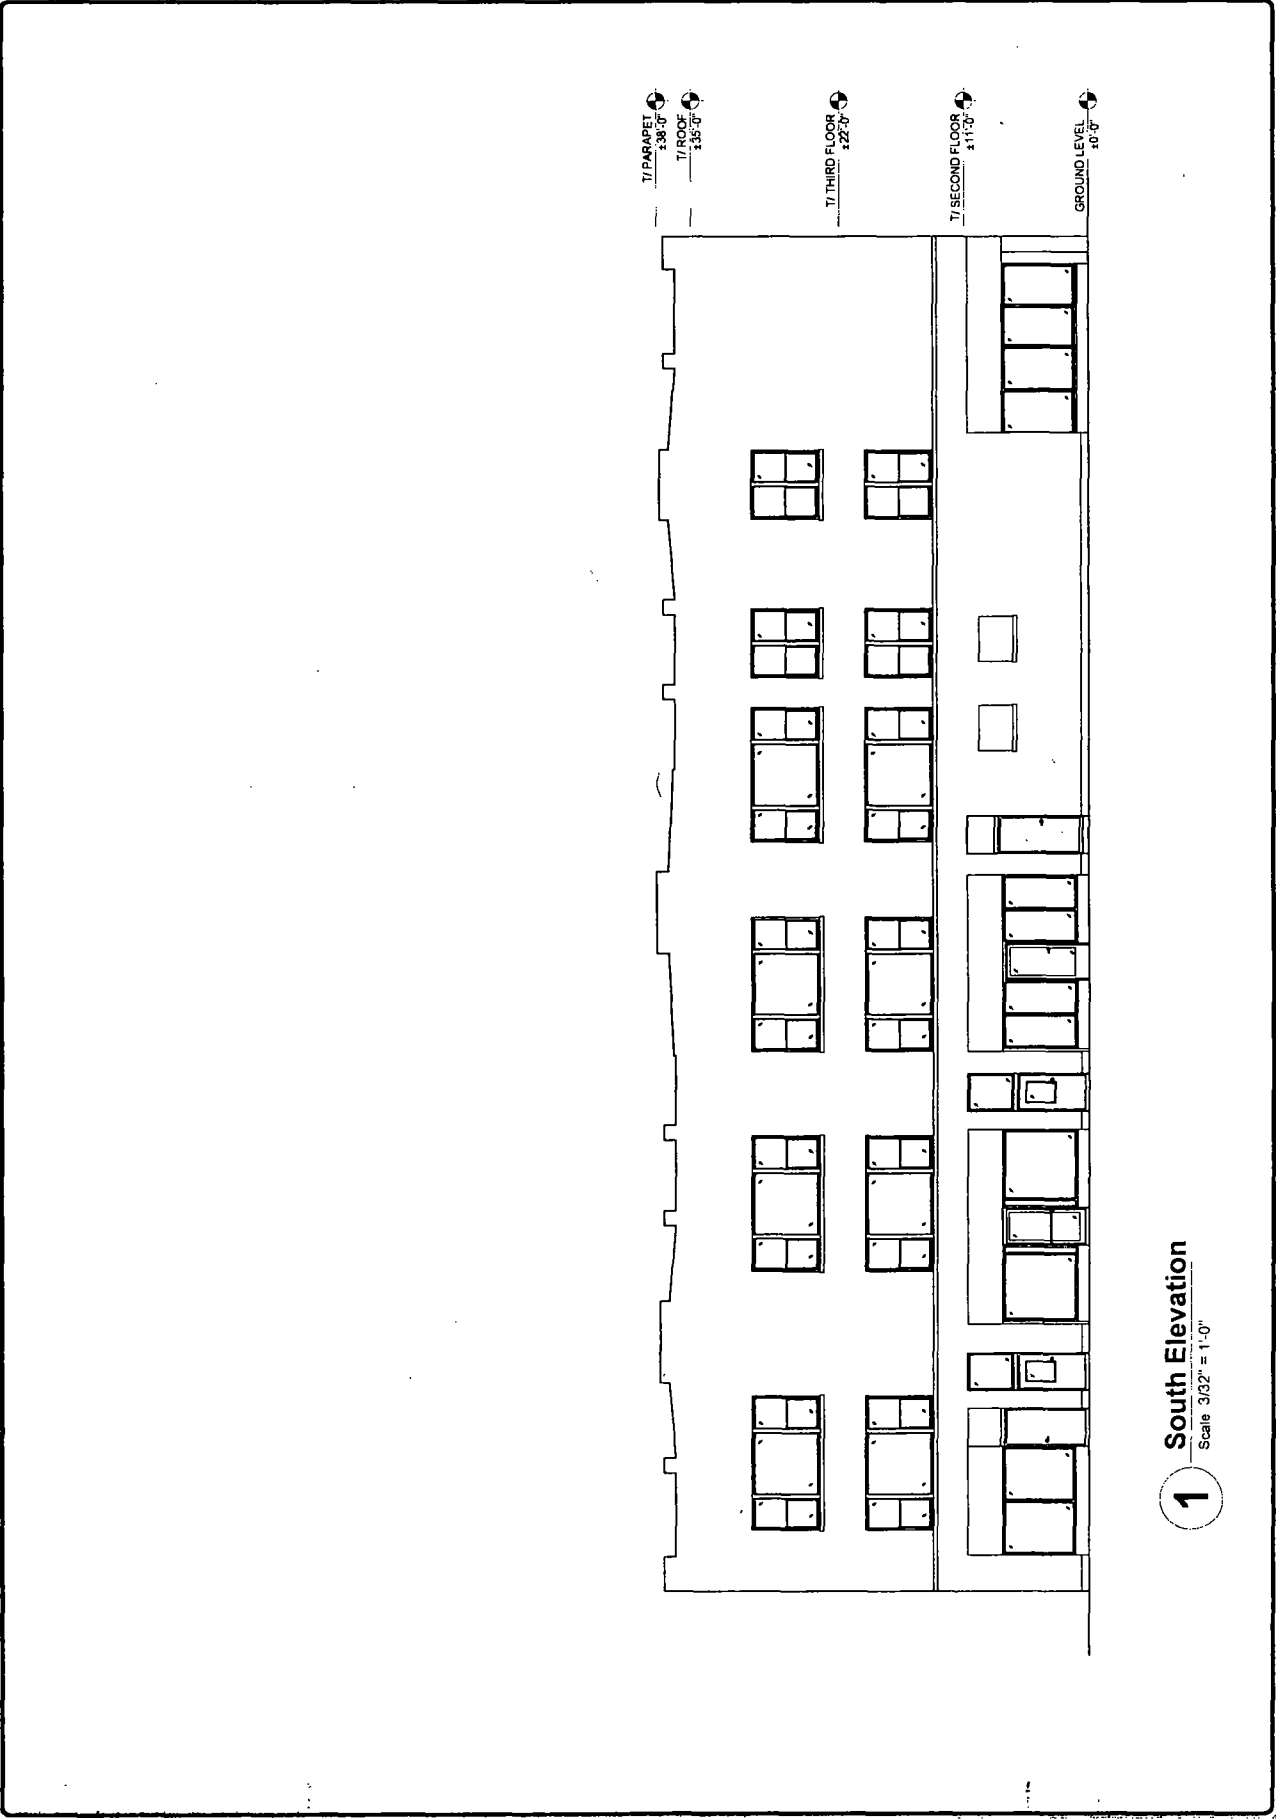 T/ PARAPET
±38'-0"
T/ ROOF
±35'-0"
T/ THIRD FLOOR
±22'-0"
T/ SECOND FLOOR
±11'-0"
GROUND LEVEL
±0'-0"
1
South Elevation
Scale 3/32" = 1'-0"